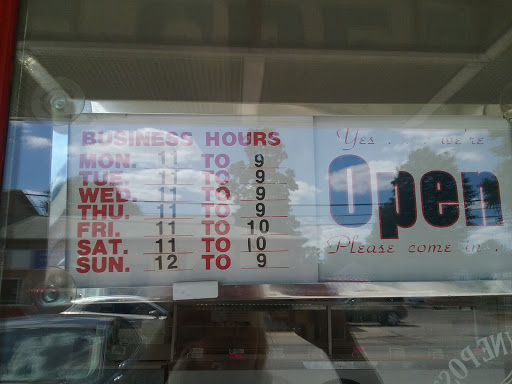 BUSINESS HOURS
MON. 11 TO 9
TUE. 11 TO 9
WED. 11 TO 9
THU. 11 TO 9
FRI. 11 TO 10
SAT. 11 TO 10
SUN. 12 TO 9
Yes . . . we're
Open
Please come in . .